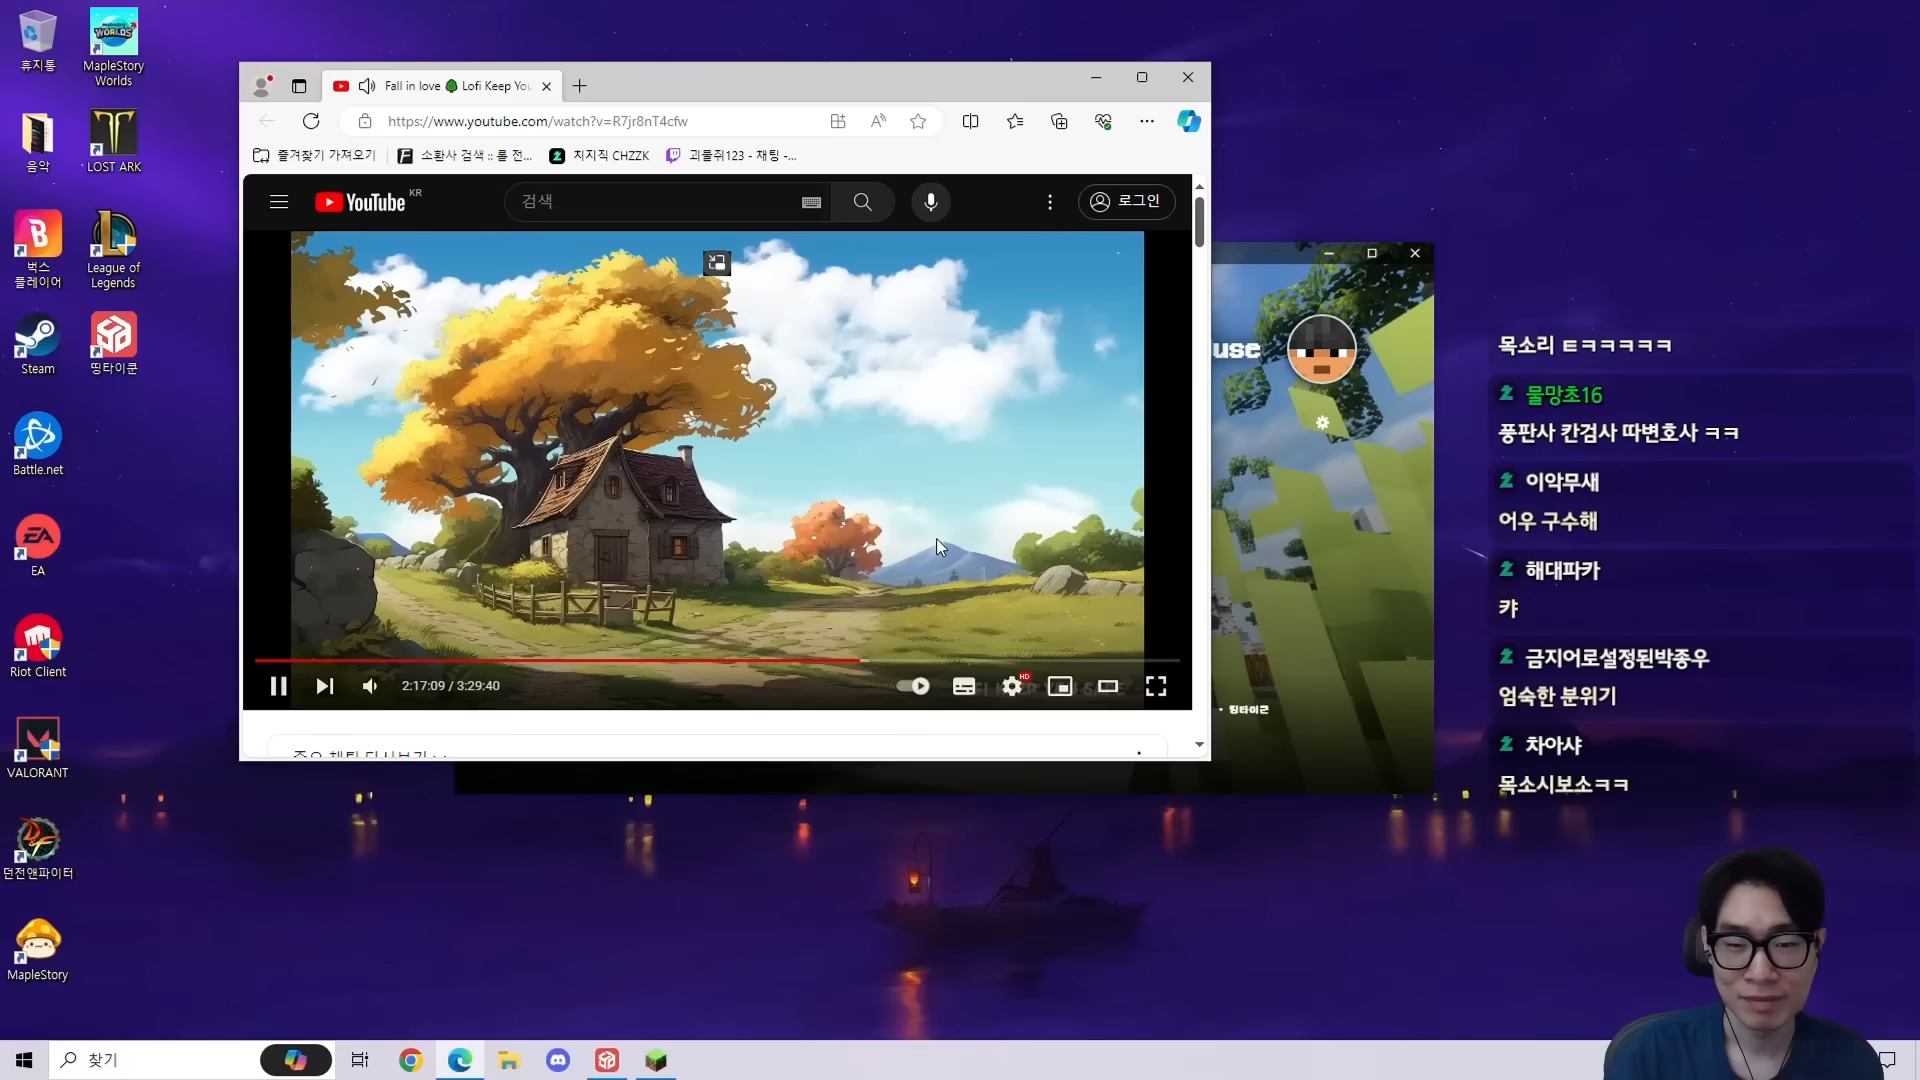 휴지통
MapleStory
Worlds
음악
LOST ARK
벅스
플레이어
League of
Legends
Steam
띵타이쿤
Battle.net
EA
Riot Client
VALORANT
던전앤파이터
MapleStory
Fall in love Lofi Keep You
https://www.youtube.com/watch?v=R7jr8nT4cfw
즐겨찾기 가져오기
소환사 검색 :: 롤 전...
치지직 CHZZK
괴물쥐123 - 채팅 -...
YouTube KR
검색
로그인
2:17:09 / 3:29:40
HD
use
• 띵타이쿤
목소리 ㅌㅋㅋㅋㅋㅋ
물망초16
풍판사 칸검사 따변호사 ㅋㅋ
이악무새
어우 구수해
해대파카
캬
금지어로설정된박종우
엄숙한 분위기
차아샤
목소시보소ㅋㅋ
찾기